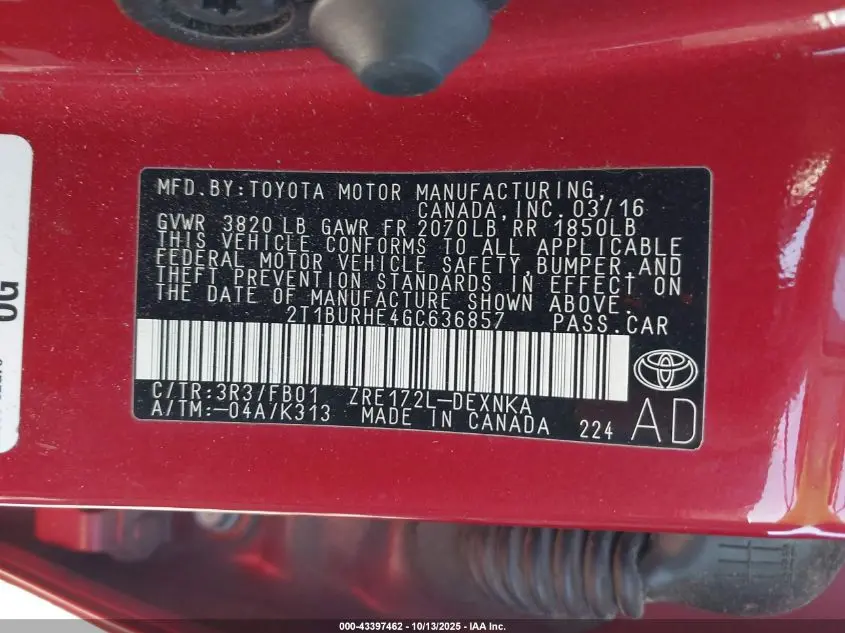 MFD. BY: TOYOTA MOTOR MANUFACTURING,
CANADA, INC. 03/16
GVWR 3820 LB GAWR FR 2070LB RR 1850LB
THIS VEHICLE CONFORMS TO ALL APPLICABLE
FEDERAL MOTOR VEHICLE SAFETY, BUMPER, AND
THEFT PREVENTION STANDARDS IN EFFECT ON
THE DATE OF MANUFACTURE SHOWN ABOVE.
2T1BURHE4GC636857 PASS.CAR
C/TR:3R3/FB01 ZRE172L-DEXNKA
A/TM:-04A/K313 MADE IN CANADA 224 AD
000-43397462 - 10/13/2025 - IAA Inc.